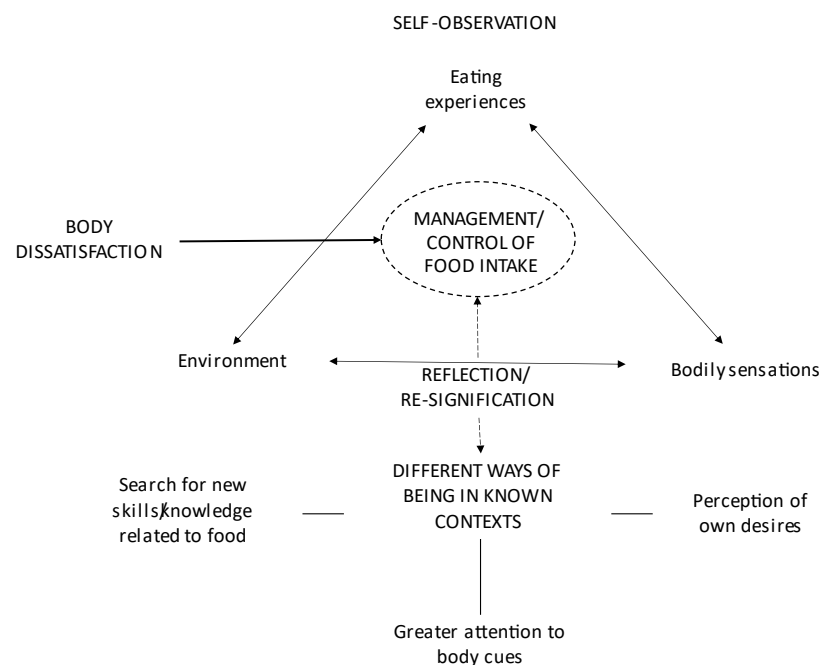 SELF-OBSERVATION
Eating
experiences
MANAGEMENT/
CONTROL OF
FOOD INTAKE
BODY
DISSATISFACTION
Environment
Bodily sensations
REFLECTION/
RE-SIGNIFICATION
DIFFERENT WAYS OF
BEING IN KNOWN
CONTEXTS
Search for new
skills/knowledge
related to food
Perception of
own desires
Greater attention to
body cues